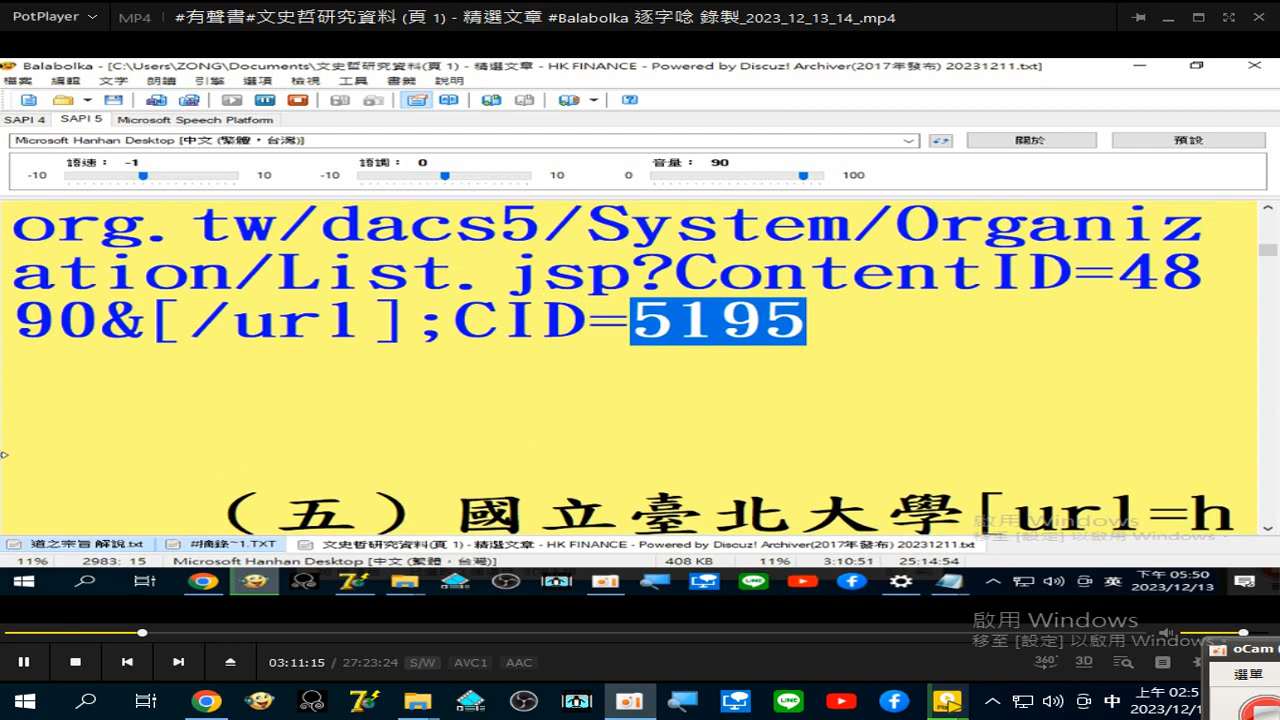 PotPlayer MP4 #有聲書#文史哲研究資料 (頁 1) - 精選文章 #Balabolka 逐字唸 錄製_2023_12_13_14_.mp4
Balabolka - [C:\Users\ZONG\Documents\文史哲研究資料(頁 1) - 精選文章 - HK FINANCE - Powered by Discuz! Archiver(2017年發布) 20231211.txt]
檔案 編輯 文字 朗讀 引擎 選項 檢視 工具 書籤 說明
SAPI 4 SAPI 5 Microsoft Speech Platform
Microsoft Hanhan Desktop [中文 (繁體，台灣)] 關於 預設
語速： -1 語調： 0 音量： 90
-10 10 -10 10 0 100
org. tw/dacs5/System/Organiz
ation/List. jsp?ContentID=48
90&[/url];CID=5195
（五）國立臺北大學[url=h
道之宗旨 解說.txt #摘錄~1.TXT 文史哲研究資料(頁 1) - 精選文章 - HK FINANCE - Powered by Discuz! Archiver(2017年發布) 20231211.txt
11% 2983: 15 Microsoft Hanhan Desktop [中文 (繁體，台灣)] 408 KB 11% 3:10:51 25:14:54
英 下午 05:50
2023/12/13
啟用 Windows
移至 [設定] 以啟用 Windows。
03:11:15 / 27:23:24 S/W AVC1 AAC 360° 3D
oCam
選單
中 上午 02:5
2023/12/1